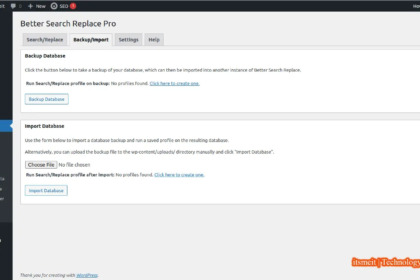 + New
SEO
Better Search Replace Pro
Search/Replace
Backup/Import
Settings
Help
Backup Database
Click the button below to take a backup of your database, which can then be imported into another instance of Better Search Replace.
Run Search/Replace profile on backup: No profiles found. Click here to create one.
Backup Database
Import Database
Use the form below to import a database backup and run a saved profile on the resulting database.
Alternatively, you can upload the backup file to the wp-content/uploads/ directory manually and click "Import Database".
Choose File No file chosen
Run Search/Replace profile after import: No profiles found. Click here to create one.
Import Database
Thank you for creating with WordPress.